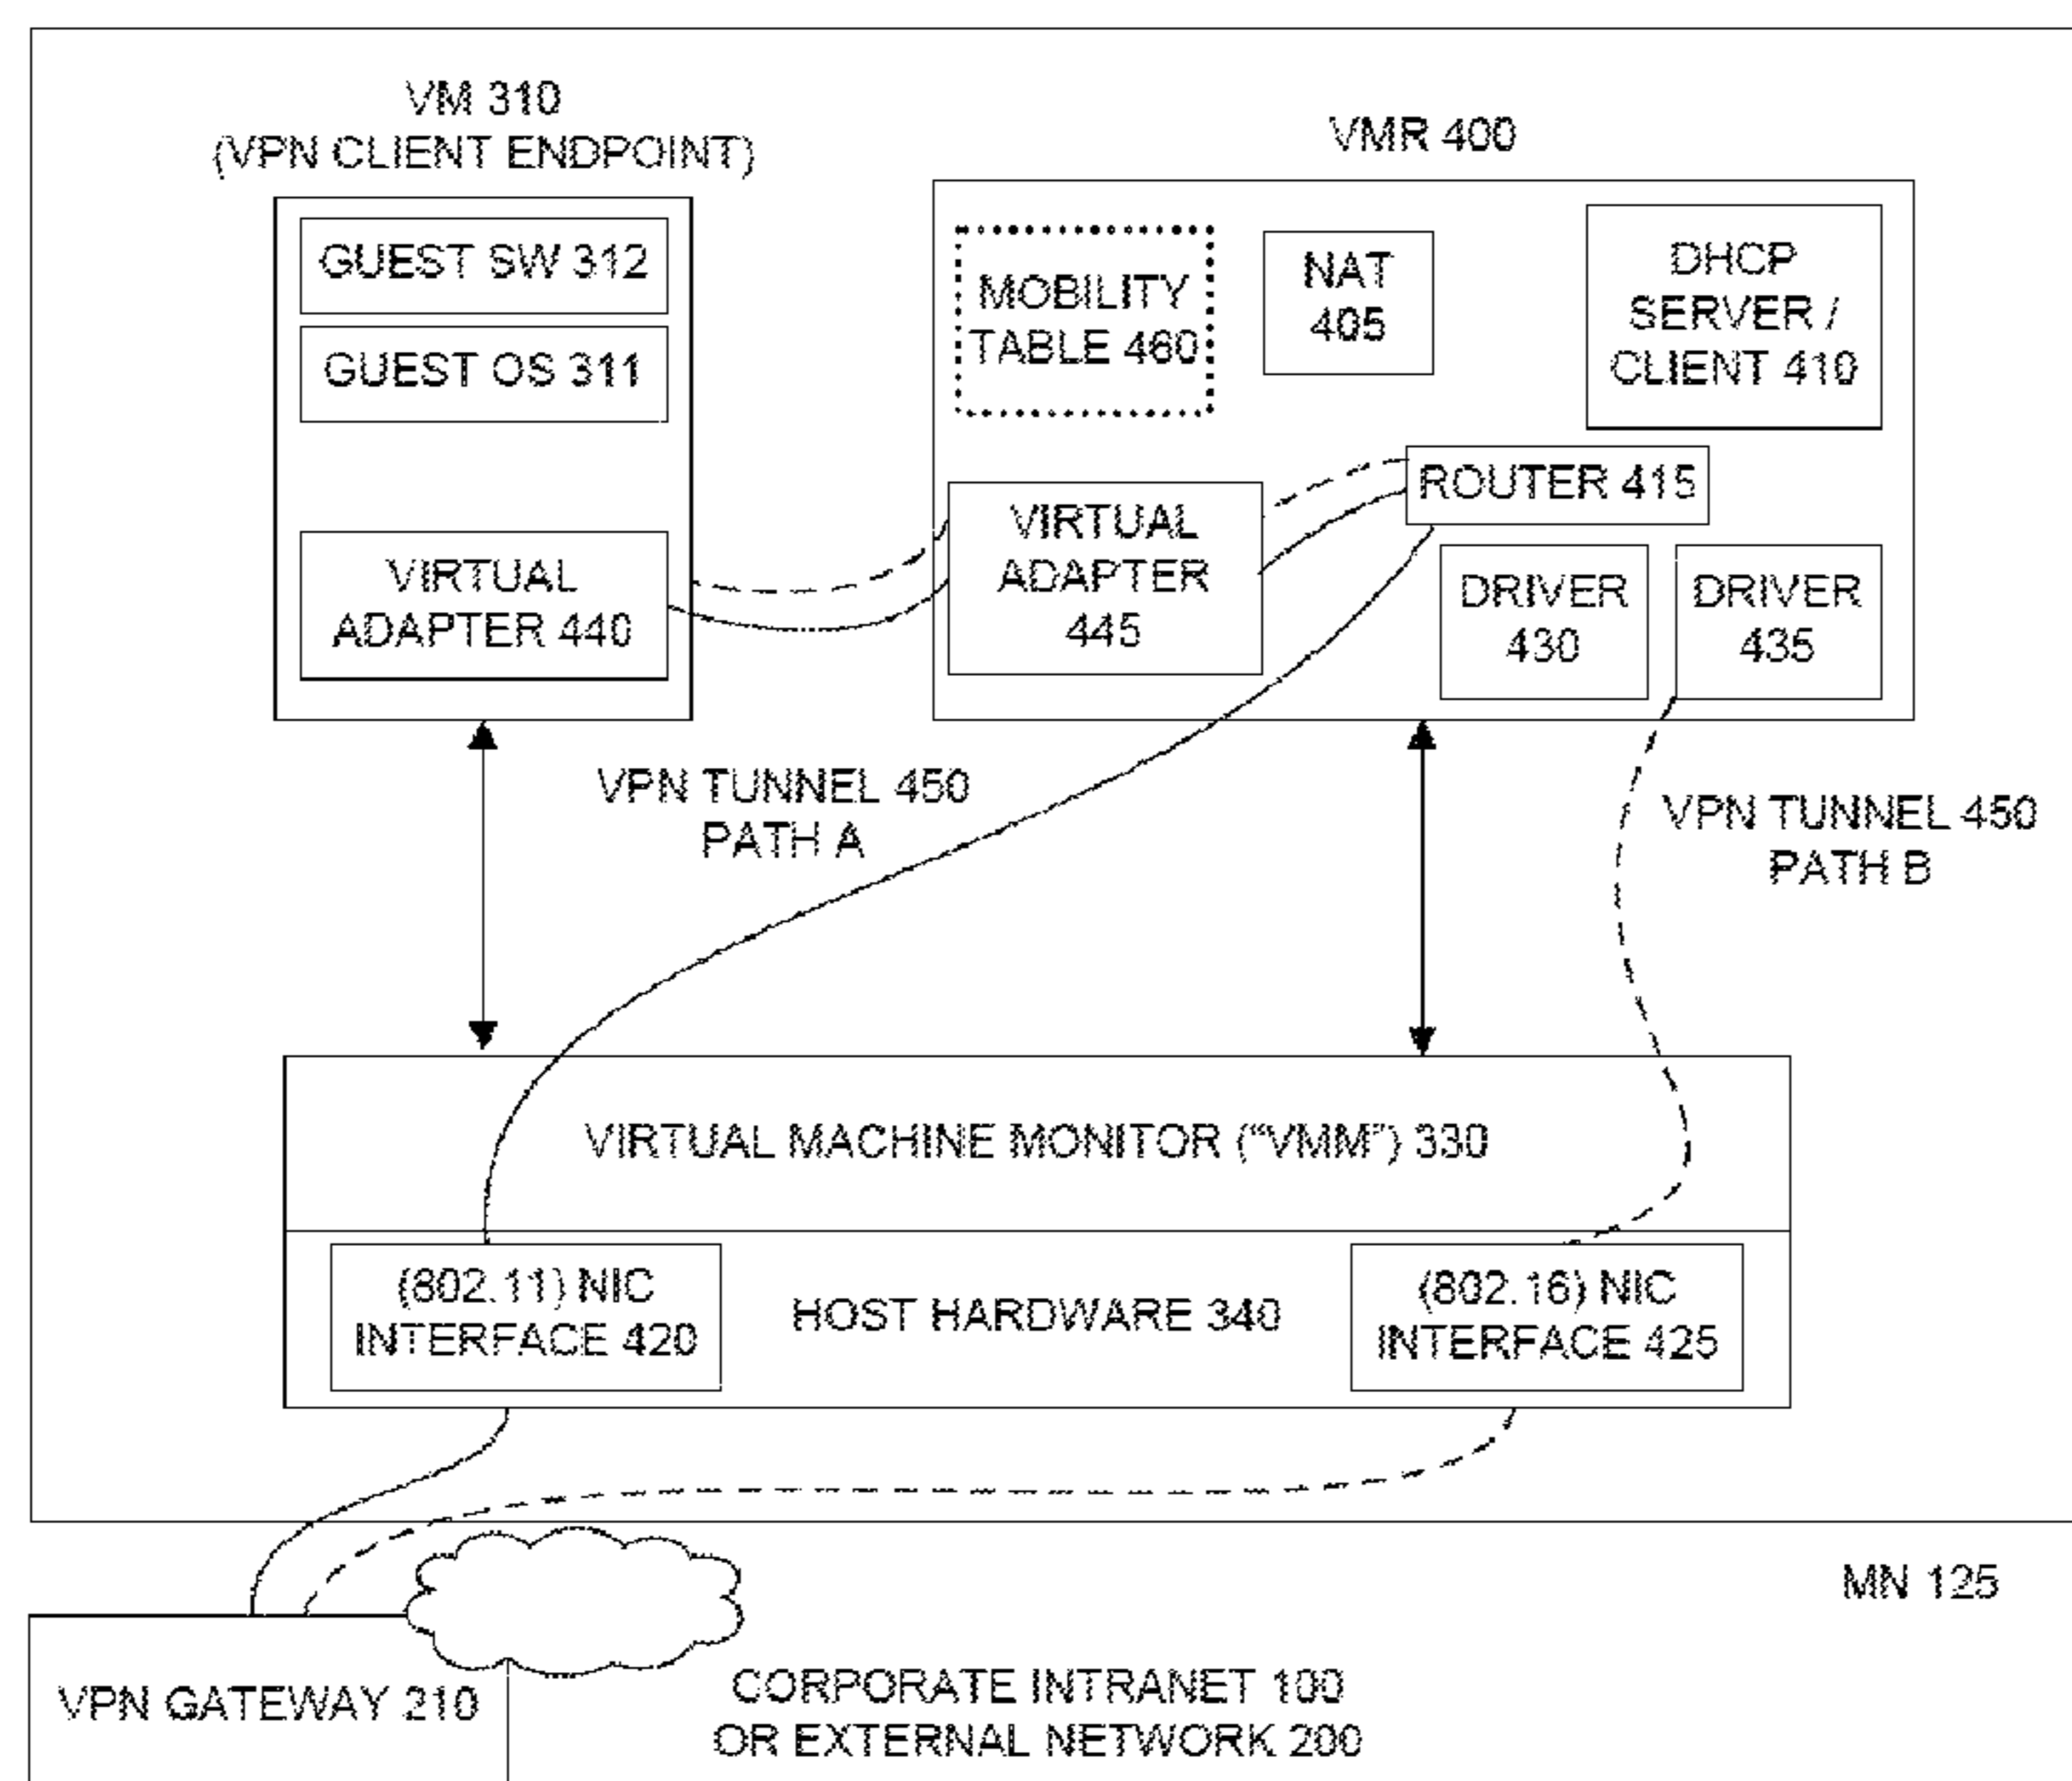 VM 310
(VPN CLIENT ENDPOINT)
GUEST SW 312
GUEST OS 311
VIRTUAL
ADAPTER 440
VMR 400
MOBILITY
TABLE 460
NAT
405
DHCP
SERVER /
CLIENT 410
ROUTER 415
VIRTUAL
ADAPTER
445
DRIVER
430
DRIVER
435
VPN TUNNEL 450
PATH A
VPN TUNNEL 450
PATH B
VIRTUAL MACHINE MONITOR ("VMM") 330
(802.11) NIC
INTERFACE 420
HOST HARDWARE 340
(802.16) NIC
INTERFACE 425
MN 125
VPN GATEWAY 210
CORPORATE INTRANET 100
OR EXTERNAL NETWORK 200